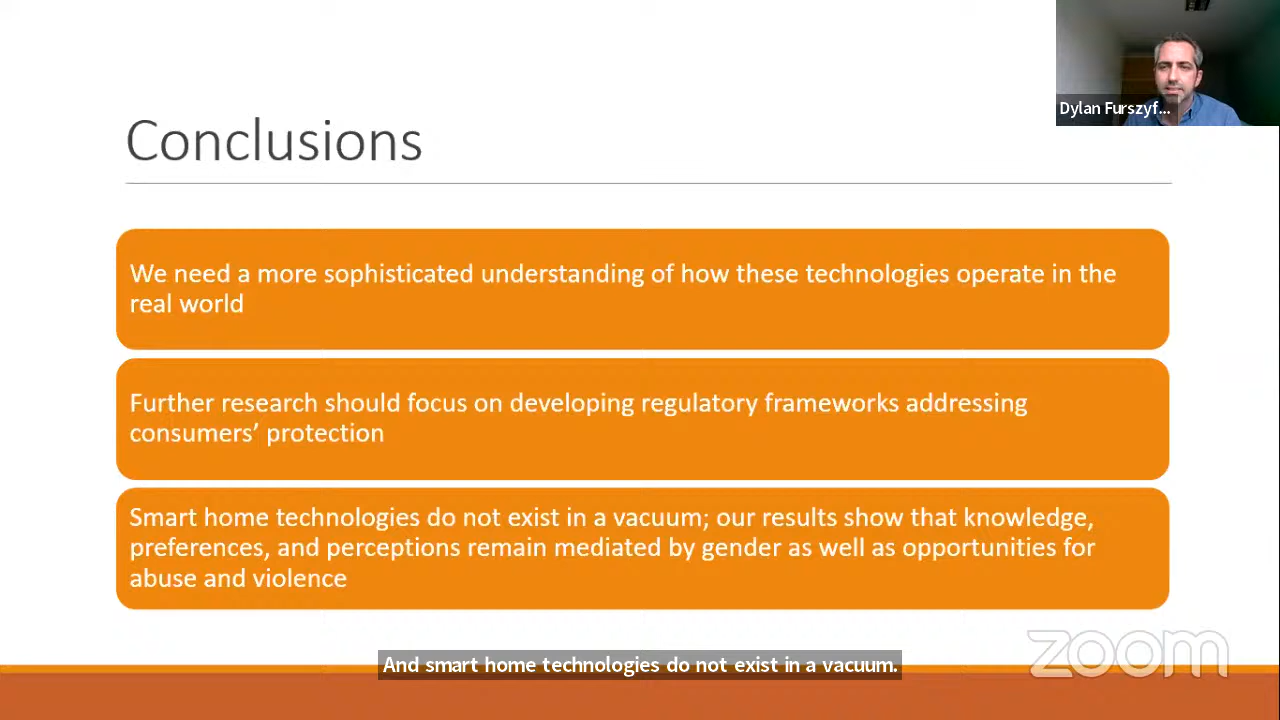 Dylan Furszyf...
Conclusions
We need a more sophisticated understanding of how these technologies operate in the
real world
Further research should focus on developing regulatory frameworks addressing
consumers’ protection
Smart home technologies do not exist in a vacuum; our results show that knowledge,
preferences, and perceptions remain mediated by gender as well as opportunities for
abuse and violence
zoom
And smart home technologies do not exist in a vacuum.